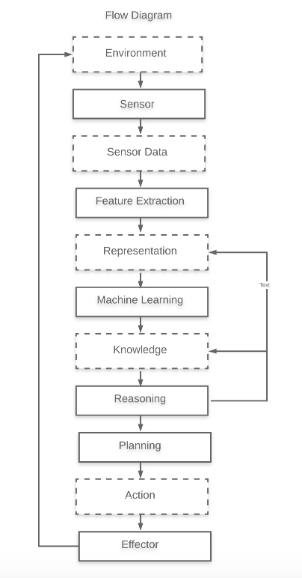 Flow Diagram
Environment
Sensor
Sensor Data
Feature Extraction
Representation
Text
Machine Learning
Knowledge
Reasoning
Planning
Action
Effector